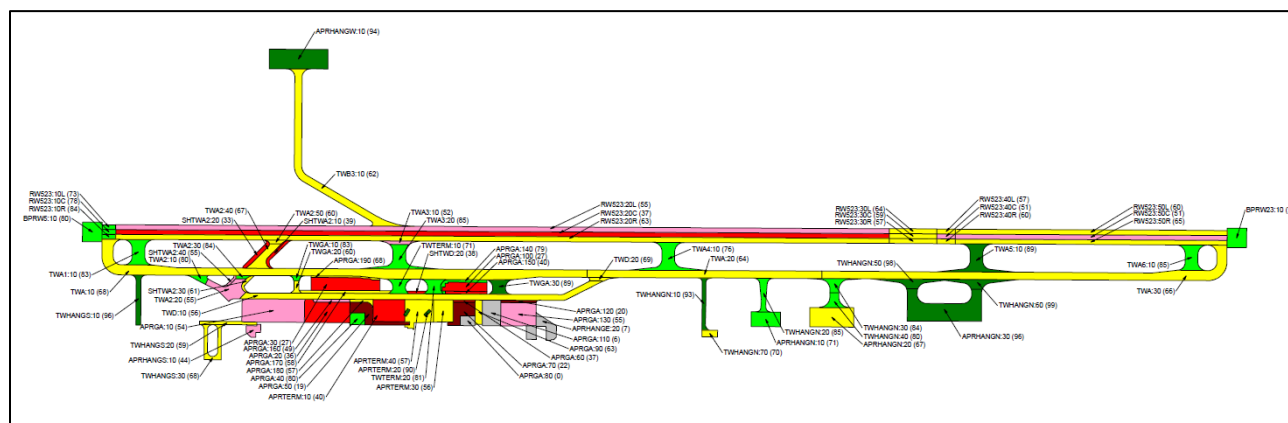 APRHANGW:10 (94)
TWB3:10 (62)
RW523:10L (73)
RW523:10C (78)
RW523:10R (84)
BPRW5:10 (80)
TWA2:40 (67)
SHTWA2:20 (33)
TWA2:50 (60)
SHTWA2:10 (39)
TWA3:10 (52)
TWA3:20 (85)
RW523:20L (55)
RW523:20C (37)
RW523:20R (63)
RW523:30L (64)
RW523:30C (59)
RW523:30R (57)
RW523:40L (57)
RW523:40C (51)
RW523:40R (60)
RW523:50L (60)
RW523:50C (51)
RW523:50R (65)
BPRW23:10 (
TWA2:30 (84)
SHTWA2:40 (55)
TWA2:10 (80)
TWGA:10 (83)
TWGA:20 (60)
APRGA:190 (68)
TWTERM:10 (71)
SHTWD:20 (38)
APRGA:140 (79)
APRGA:100 (27)
APRGA:150 (40)
TWD:20 (69)
TWA4:10 (76)
TWA:20 (64)
TWHANGN:50 (98)
TWA5:10 (89)
TWA6:10 (85)
TWA1:10 (83)
TWA:10 (68)
SHTWA2:30 (61)
TWA2:20 (55)
TWD:10 (56)
TWGA:30 (89)
TWHANGN:10 (93)
TWHANGN:60 (99)
TWA:30 (66)
TWHANGS:10 (96)
APRGA:10 (54)
TWHANGS:20 (59)
APRHANGS:10 (44)
TWHANGS:30 (68)
APRGA:30 (27)
APRGA:160 (49)
APRGA:20 (36)
APRGA:170 (58)
APRGA:180 (57)
APRGA:40 (80)
APRGA:50 (19)
APRTERM:10 (40)
APRTERM:40 (57)
APRTERM:20 (90)
TWTERM:20 (81)
APRTERM:30 (56)
APRGA:120 (20)
APRGA:130 (55)
APRHANGE:20 (7)
APRGA:110 (6)
APRGA:90 (63)
APRGA:60 (37)
APRGA:70 (22)
APRGA:80 (0)
TWHANGN:70 (70)
TWHANGN:20 (85)
APRHANGN:10 (71)
TWHANGN:30 (84)
TWHANGN:40 (80)
APRHANGN:20 (67)
APRHANGN:30 (96)